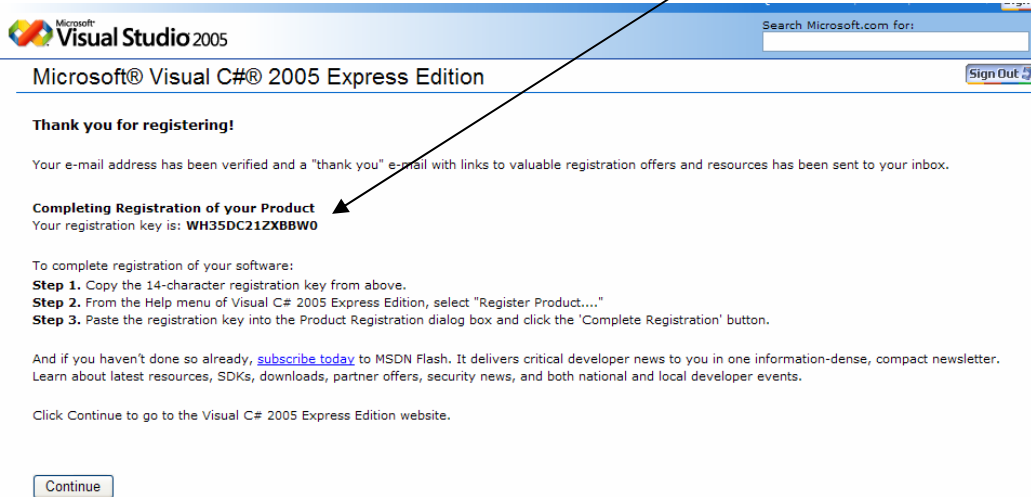 Microsoft®
Visual Studio 2005
Search Microsoft.com for:
Microsoft® Visual C#® 2005 Express Edition
Sign Out
Thank you for registering!
Your e-mail address has been verified and a "thank you" e-mail with links to valuable registration offers and resources has been sent to your inbox.
Completing Registration of your Product
Your registration key is: WH35DC21ZXBBW0
To complete registration of your software:
Step 1. Copy the 14-character registration key from above.
Step 2. From the Help menu of Visual C# 2005 Express Edition, select "Register Product...."
Step 3. Paste the registration key into the Product Registration dialog box and click the 'Complete Registration' button.
And if you haven't done so already, subscribe today to MSDN Flash. It delivers critical developer news to you in one information-dense, compact newsletter.
Learn about latest resources, SDKs, downloads, partner offers, security news, and both national and local developer events.
Click Continue to go to the Visual C# 2005 Express Edition website.
Continue